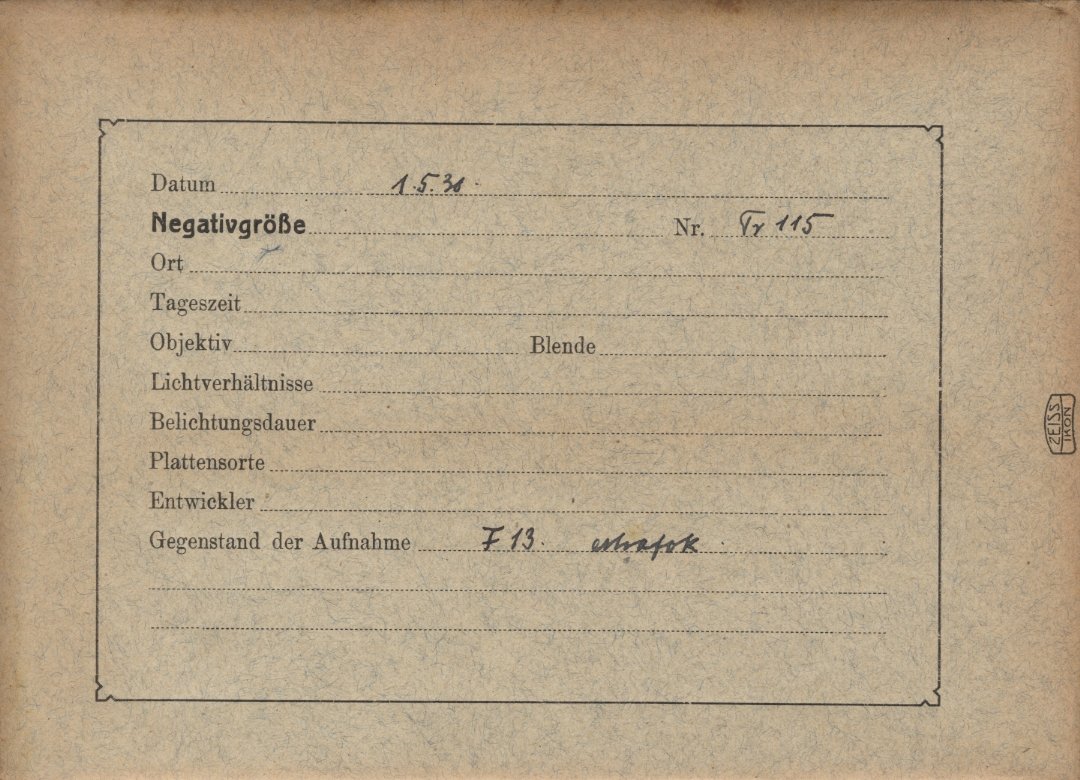 Datum 1.5.31
Negativgröße Nr. Tr 115
Ort
Tageszeit
Objektiv Blende
Lichtverhältnisse
Belichtungsdauer
Plattensorte
Entwickler
Gegenstand der Aufnahme F 13.
ZEISS
IKON